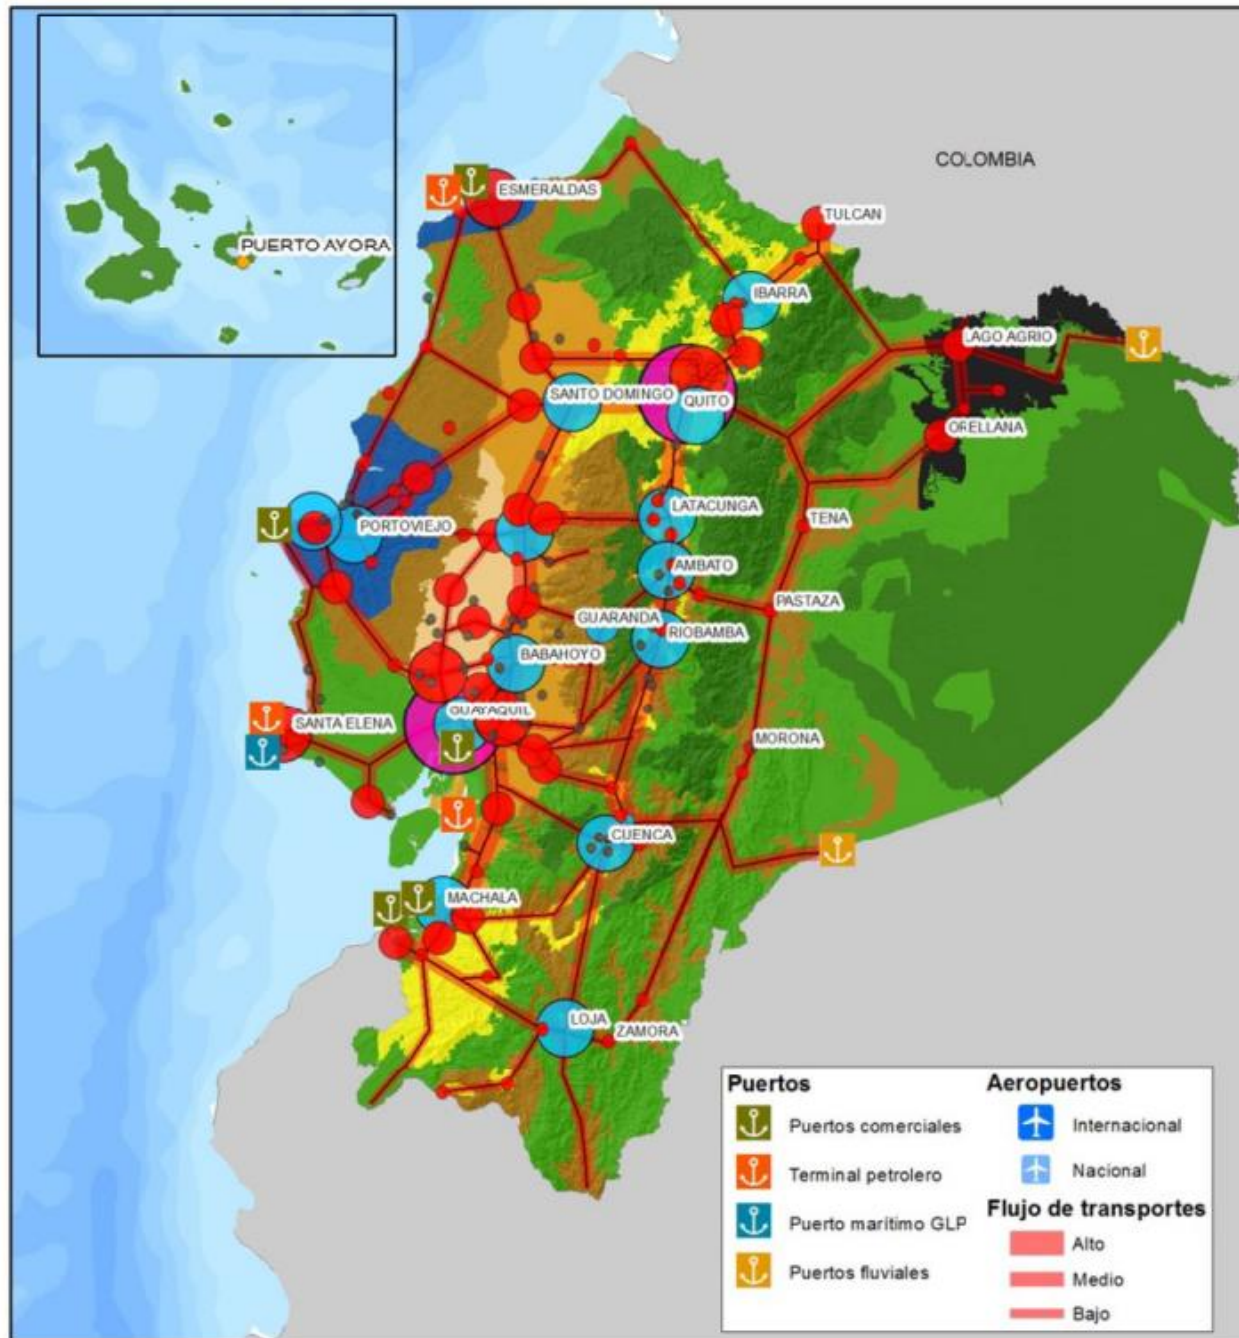 COLOMBIA
ESMERALDAS
TULCAN
PUERTO AYORA
IBARRA
LAGO AGRIO
SANTO DOMINGO
QUITO
ORELLANA
LATACUNGA
PORTOVIEJO
TENA
AMBATO
PASTAZA
GUARANDA
RIOBAMBA
BABAHOYO
GUAYAQUIL
SANTA ELENA
MORONA
CUENCA
MACHALA
LOJA
ZAMORA
Puertos
Puertos comerciales
Terminal petrolero
Puerto marítimo GLP
Puertos fluviales
Aeropuertos
Internacional
Nacional
Flujo de transportes
Alto
Medio
Bajo